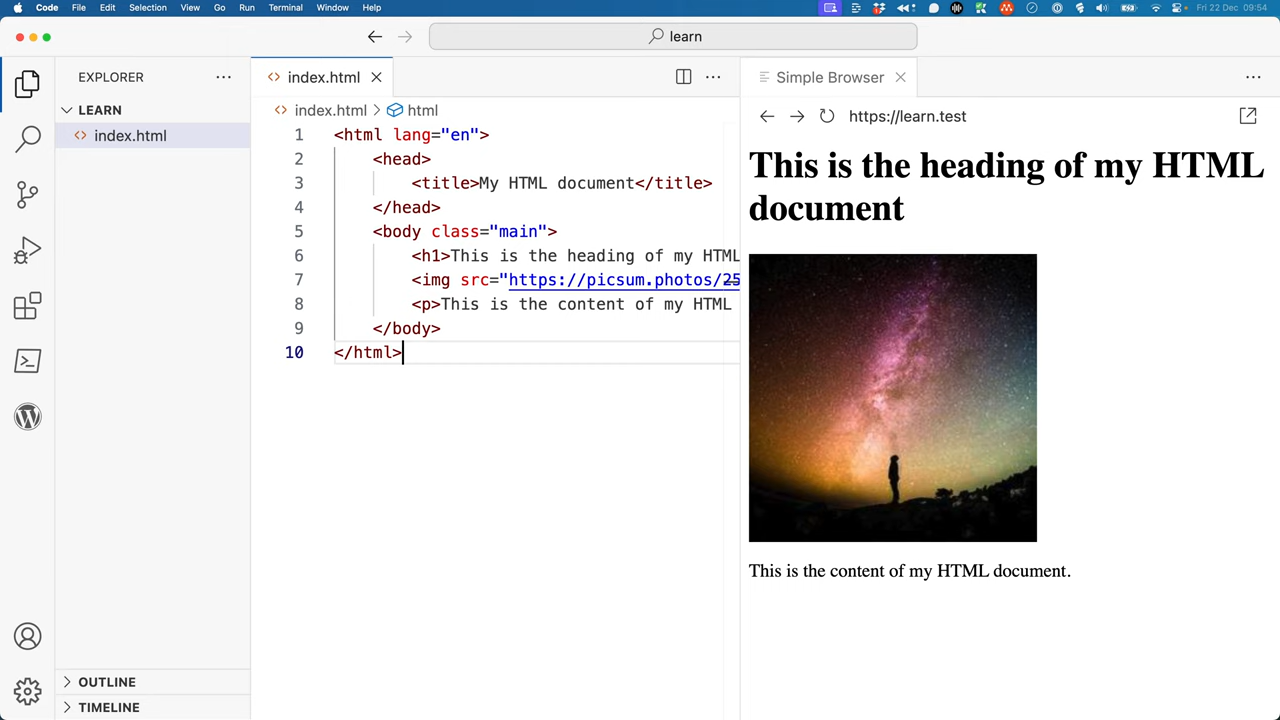 Code File Edit Selection View Go Run Terminal Window Help Fri 22 Dec 09:54
learn
EXPLORER
LEARN
index.html
OUTLINE
TIMELINE
index.html
index.html > html
1 <html lang="en">
2 <head>
3 <title>My HTML document</title>
4 </head>
5 <body class="main">
6 <h1>This is the heading of my HTML
7 <img src="https://picsum.photos/25
8 <p>This is the content of my HTML
9 </body>
10 </html>
Simple Browser
https://learn.test
This is the heading of my HTML
document
This is the content of my HTML document.